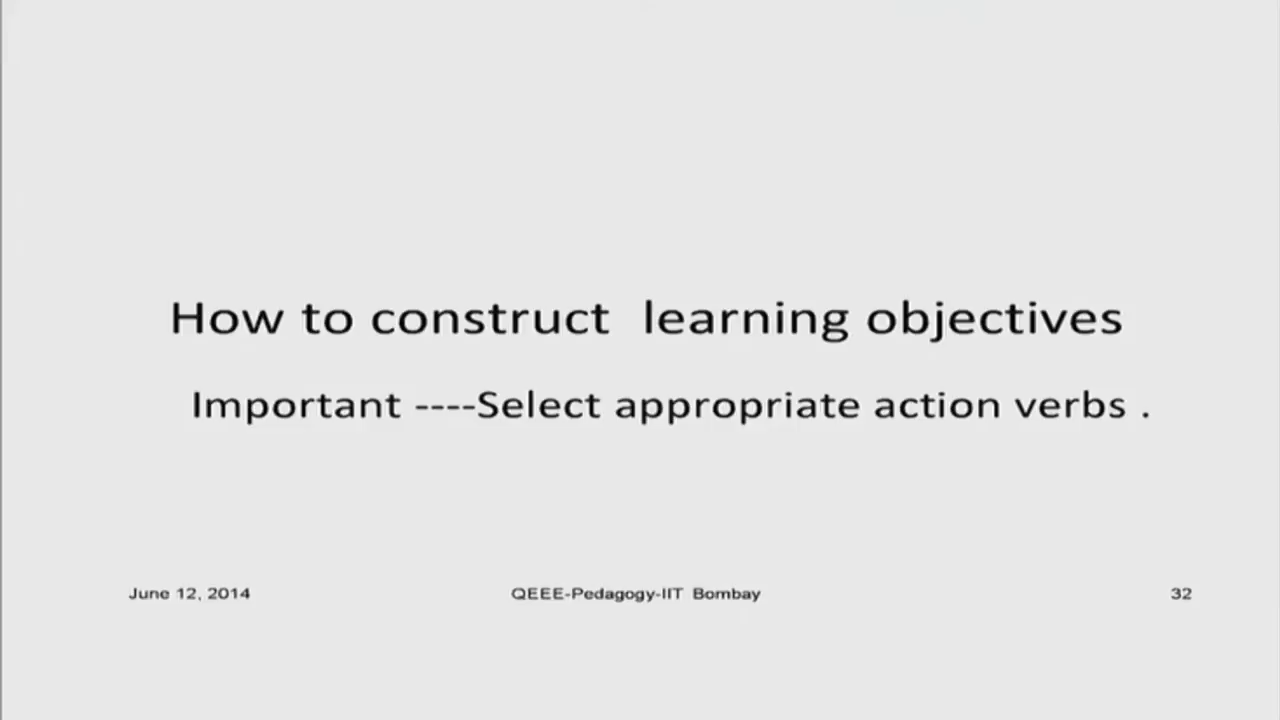 How to construct learning objectives
Important ----Select appropriate action verbs .
June 12, 2014 QEEE-Pedagogy-IIT Bombay 32